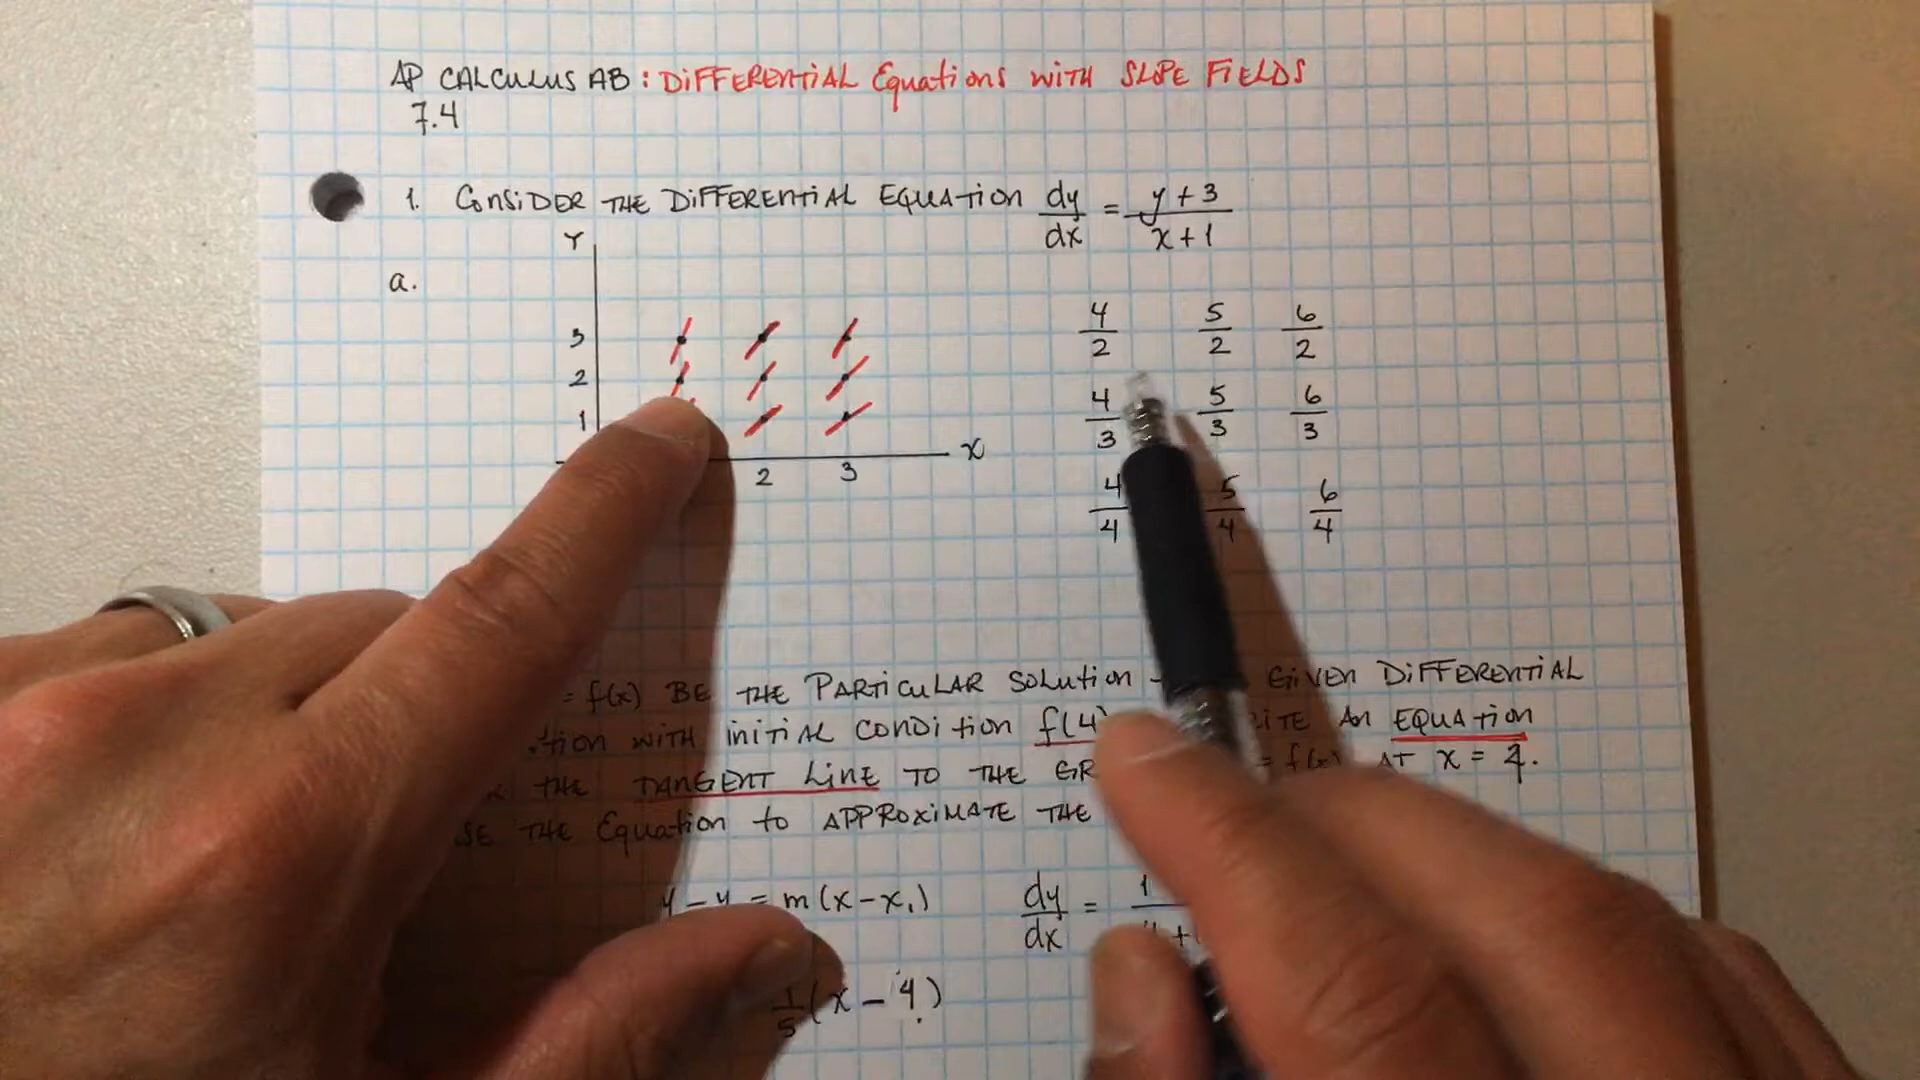 AP CALCULUS AB: DIFFERENTIAL Equations WITH SLOPE FIELDS
7.4
1. CONSIDER THE DIFFERENTIAL EQUATION dy/dx = y+3/x+1
Y
a.
3
2
1
x
2 3
4/2 5/2 6/2
4/3 5/3 6/3
4/4 5/4 6/4
= f(x) BE THE PARTICULAR SOLUTION GIVEN DIFFERENTIAL
WITH INITIAL CONDITION f(4) AN EQUATION
THE TANGENT LINE TO THE = f(x) AT x = 4.
THE Equation to APPROXIMATE THE
= m(x-x₁) dy/dx =
1/5(x-4)